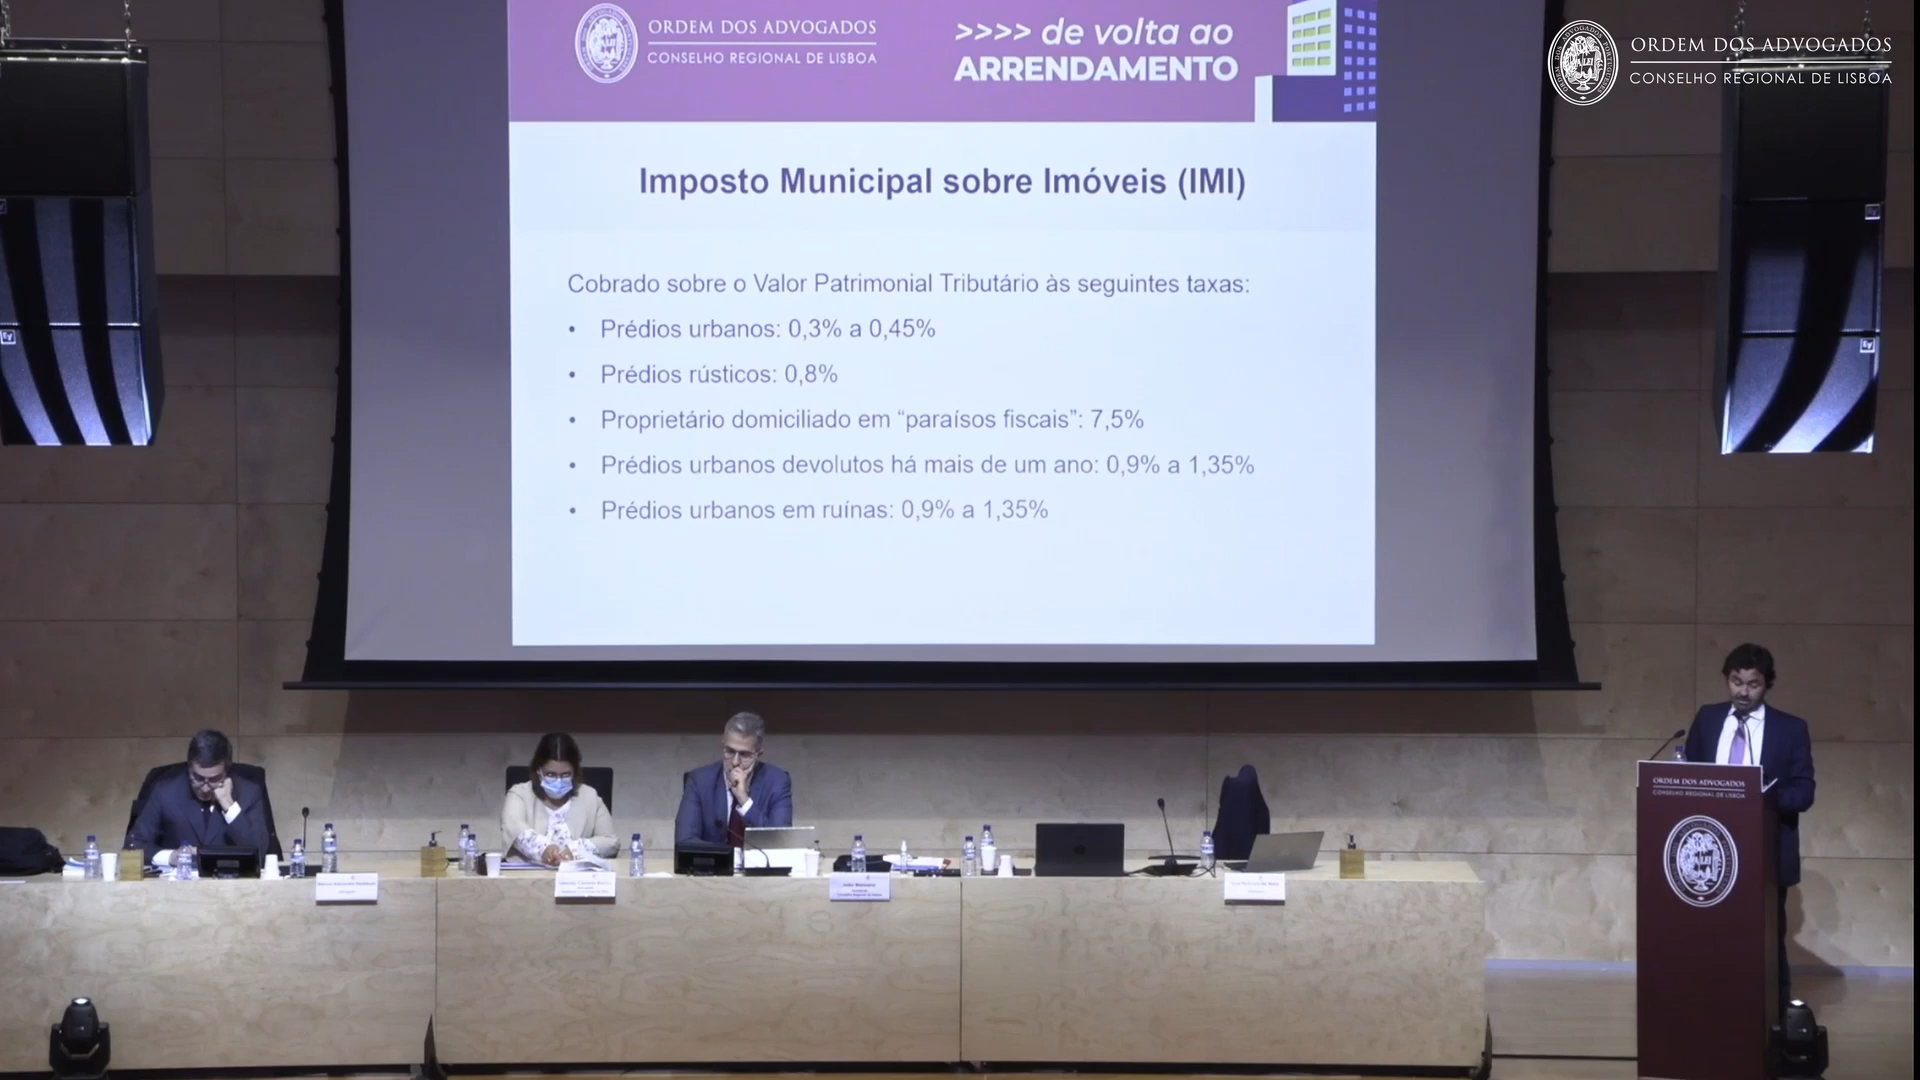 ORDEM DOS ADVOGADOS
CONSELHO REGIONAL DE LISBOA
>>>> de volta ao
ARRENDAMENTO
ORDEM DOS ADVOGADOS
CONSELHO REGIONAL DE LISBOA
Imposto Municipal sobre Imóveis (IMI)
Cobrado sobre o Valor Patrimonial Tributário às seguintes taxas:
• Prédios urbanos: 0,3% a 0,45%
• Prédios rústicos: 0,8%
• Proprietário domiciliado em “paraísos fiscais”: 7,5%
• Prédios urbanos devolutos há mais de um ano: 0,9% a 1,35%
• Prédios urbanos em ruínas: 0,9% a 1,35%
ORDEM DOS ADVOGADOS
CONSELHO REGIONAL DE LISBOA